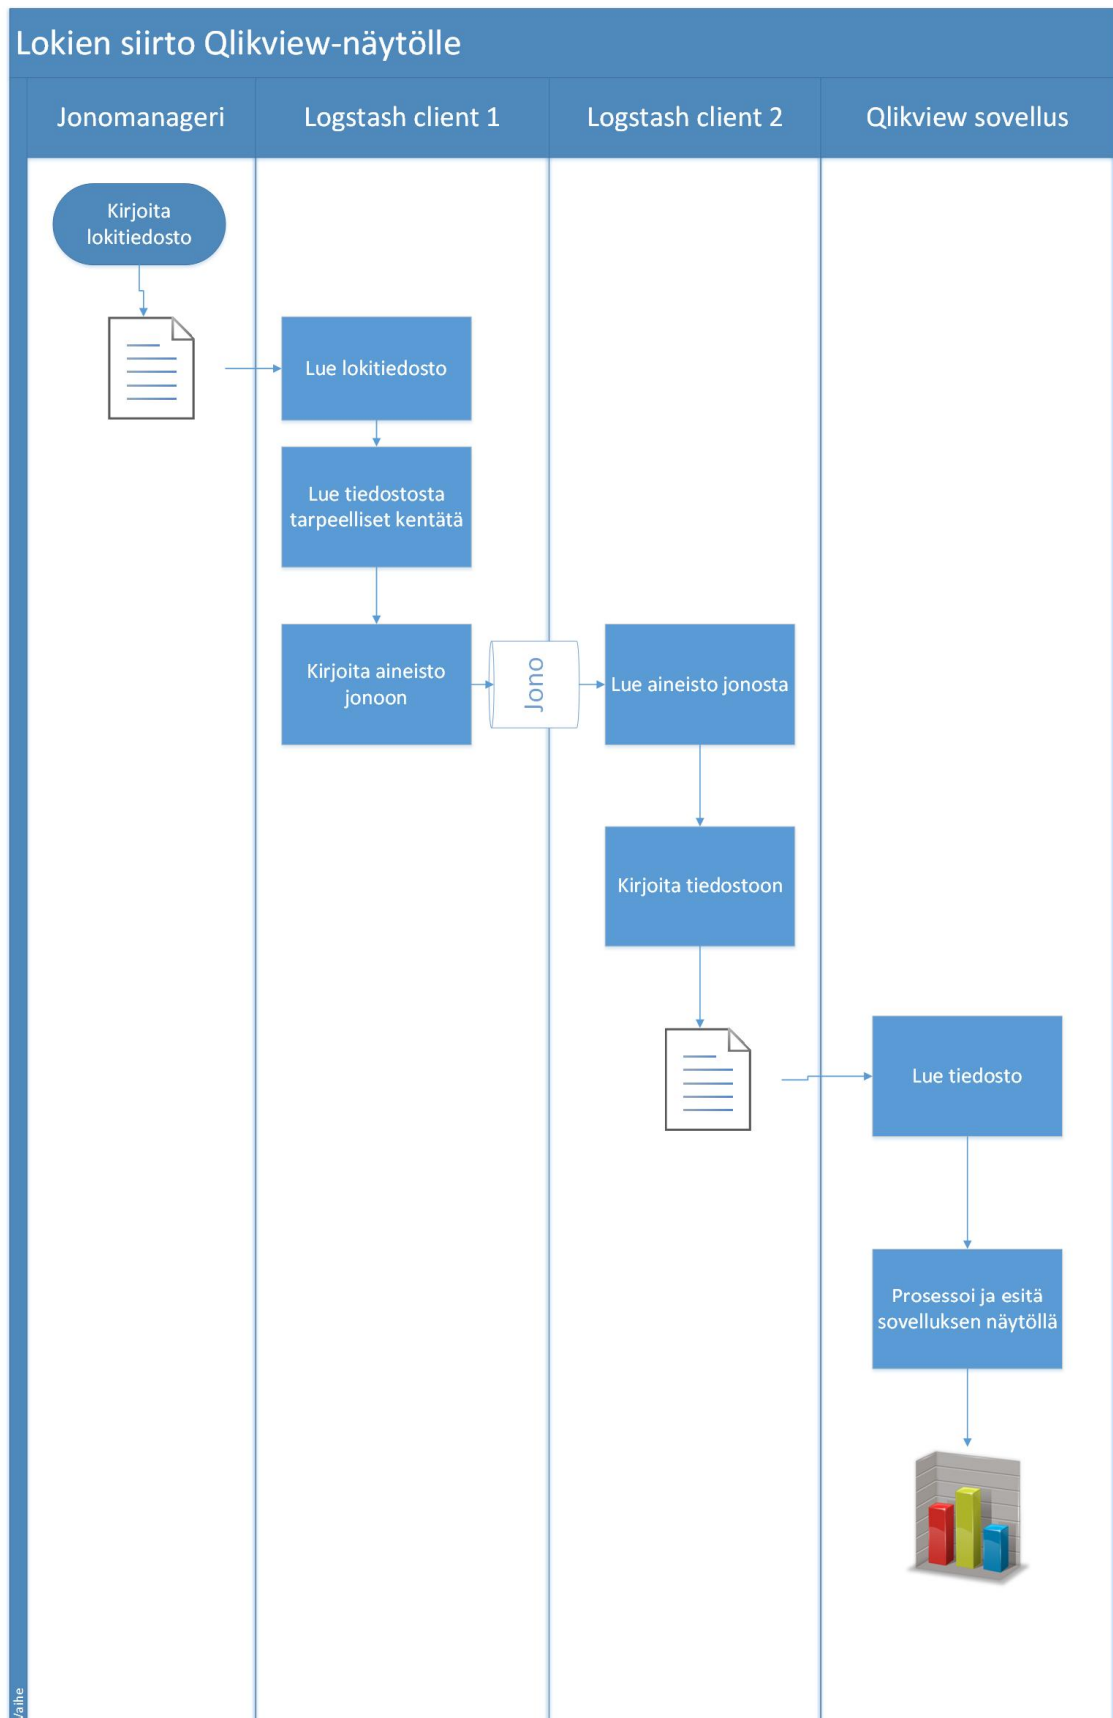 Lokien siirto Qlikview-näytölle
Jonomanageri
Logstash client 1
Logstash client 2
Qlikview sovellus
Kirjoita
lokitiedosto
Lue lokitiedosto
Lue tiedostosta
tarpeelliset kentätä
Kirjoita aineisto
jonoon
Jono
Lue aineisto jonosta
Kirjoita tiedostoon
Lue tiedosto
Prosessoi ja esitä
sovelluksen näytöllä
Vaihe